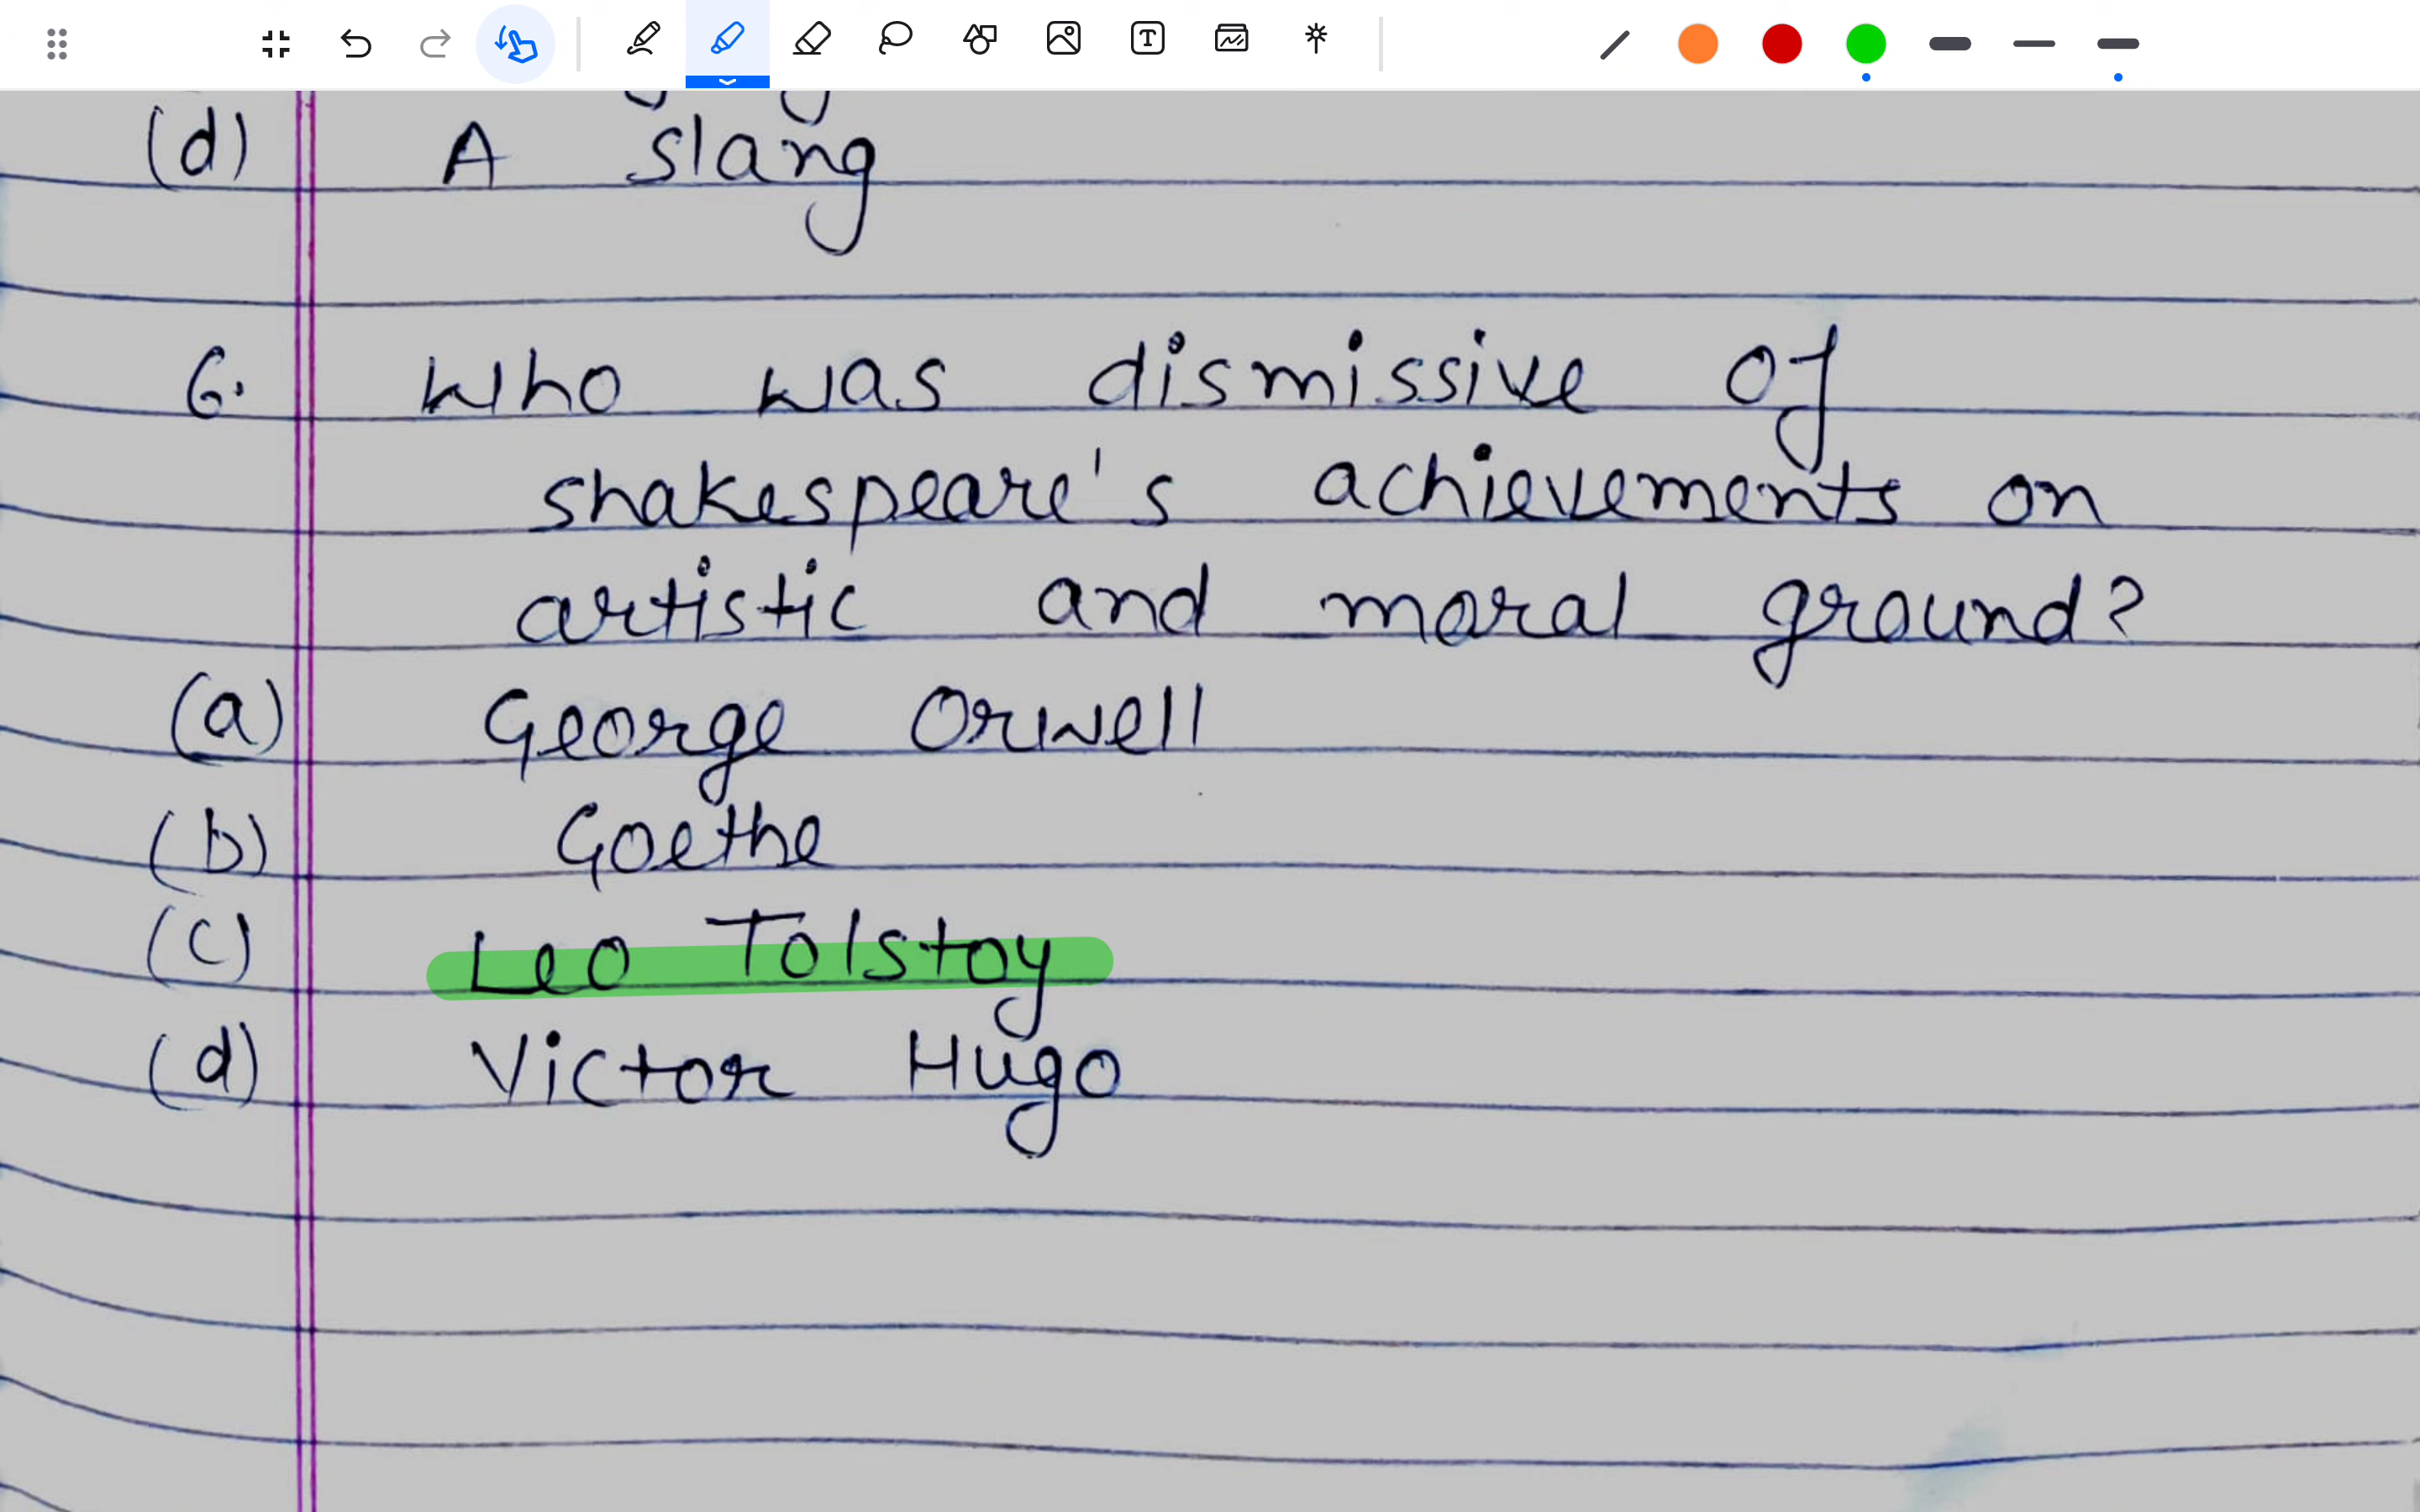 (d) A slang
6. Who was dismissive of
shakespeare's achievements on
artistic and moral ground?
(a) George Orwell
(b) Goethe
(c) Leo Tolstoy
(d) Victor Hugo